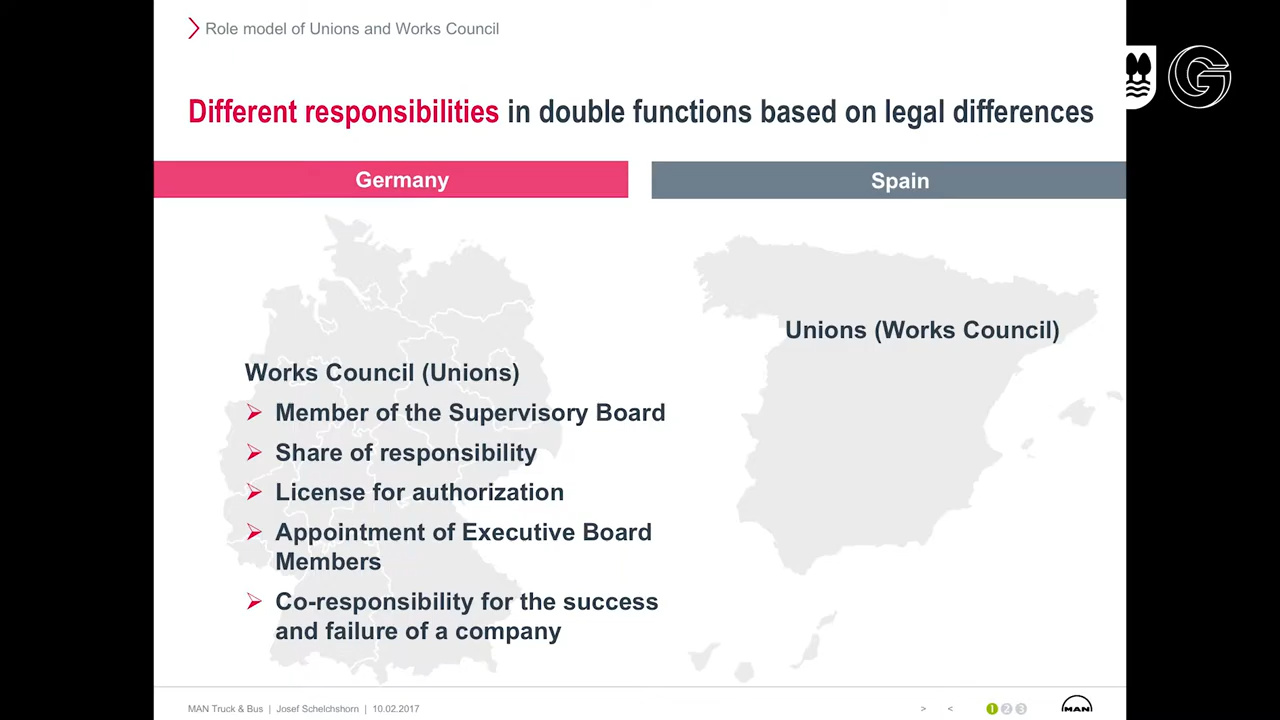 Role model of Unions and Works Council
Different responsibilities in double functions based on legal differences
Germany
Spain
Works Council (Unions)
Member of the Supervisory Board
Share of responsibility
License for authorization
Appointment of Executive Board
Members
Co-responsibility for the success
and failure of a company
Unions (Works Council)
MAN Truck & Bus | Josef Schelchshorn | 10.02.2017
> <
1 2 3
MAN
G